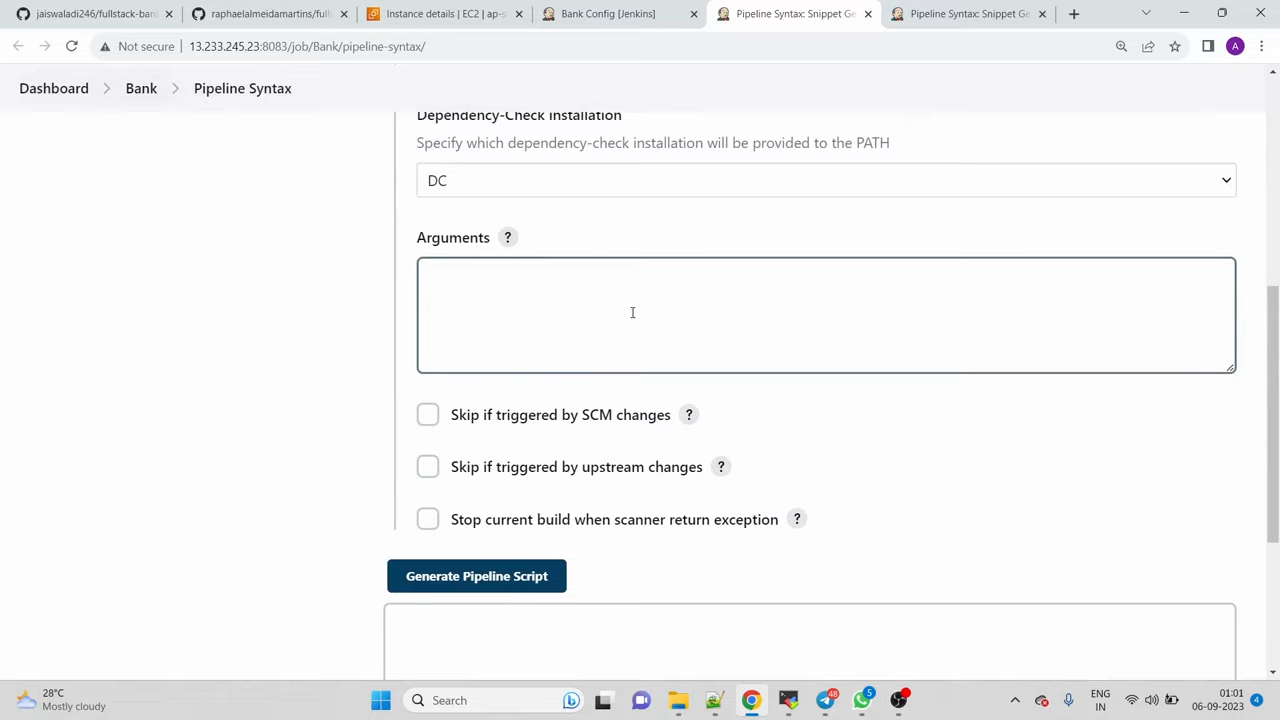 jaiswaladi246/fullstack-bank
raphaelalmeidamartins/full
Instance details | EC2 | ap-s
Bank Config [Jenkins]
Pipeline Syntax: Snippet Ge
Pipeline Syntax: Snippet Ge
Not secure
13.233.245.23:8083/job/Bank/pipeline-syntax/
A
Dashboard
Bank
Pipeline Syntax
Dependency-Check installation
Specify which dependency-check installation will be provided to the PATH
DC
Arguments ?
Skip if triggered by SCM changes ?
Skip if triggered by upstream changes ?
Stop current build when scanner return exception ?
Generate Pipeline Script
28°C
Mostly cloudy
Search
48
5
ENG
IN
01:01
06-09-2023
4